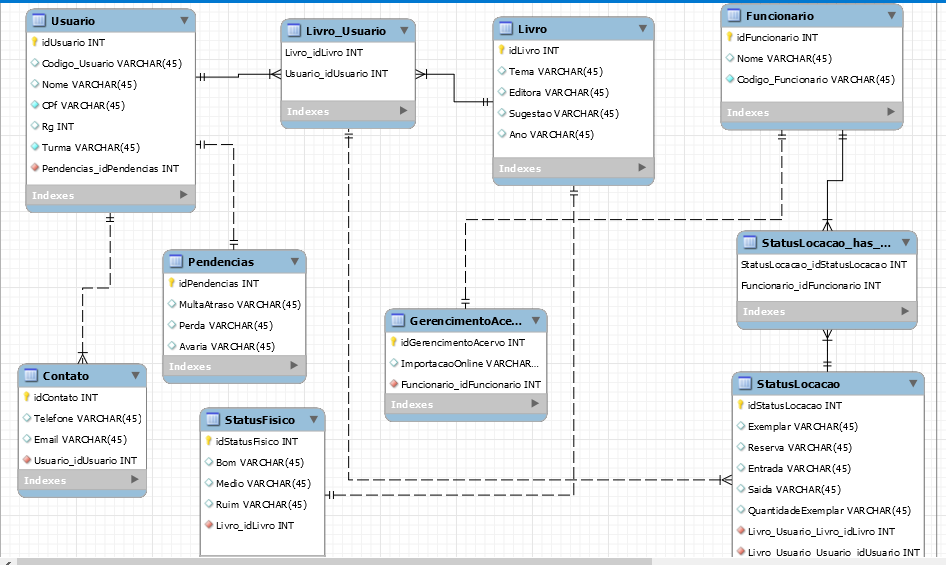 Usuario
idUsuario INT
Codigo_Usuario VARCHAR(45)
Nome VARCHAR(45)
CPf VARCHAR(45)
Rg INT
Turma VARCHAR(45)
Pendencias_idPendencias INT
Indexes
Livro_Usuario
Livro_idLivro INT
Usuario_idUsuario INT
Indexes
Livro
idLivro INT
Tema VARCHAR(45)
Editora VARCHAR(45)
Sugestao VARCHAR(45)
Ano VARCHAR(45)
Indexes
Funcionario
idFuncionario INT
Nome VARCHAR(45)
Codigo_Funcionario VARCHAR(45)
Indexes
Pendencias
idPendencias INT
MultaAtraso VARCHAR(45)
Perda VARCHAR(45)
Avaria VARCHAR(45)
Indexes
StatusLocacao_has_...
StatusLocacao_idStatusLocacao INT
Funcionario_idFuncionario INT
Indexes
GerencimentoAce...
idGerencimentoAcervo INT
ImportacaoOnline VARCHAR...
Funcionario_idFuncionario INT
Indexes
Contato
idContato INT
Telefone VARCHAR(45)
Email VARCHAR(45)
Usuario_idUsuario INT
Indexes
StatusFisico
idStatusFisico INT
Bom VARCHAR(45)
Medio VARCHAR(45)
Ruim VARCHAR(45)
Livro_idLivro INT
StatusLocacao
idStatusLocacao INT
Exemplar VARCHAR(45)
Reserva VARCHAR(45)
Entrada VARCHAR(45)
Saida VARCHAR(45)
QuantidadeExemplar VARCHAR(45)
Livro_Usuario_Livro_idLivro INT
Livro_Usuario_Usuario_idUsuario INT